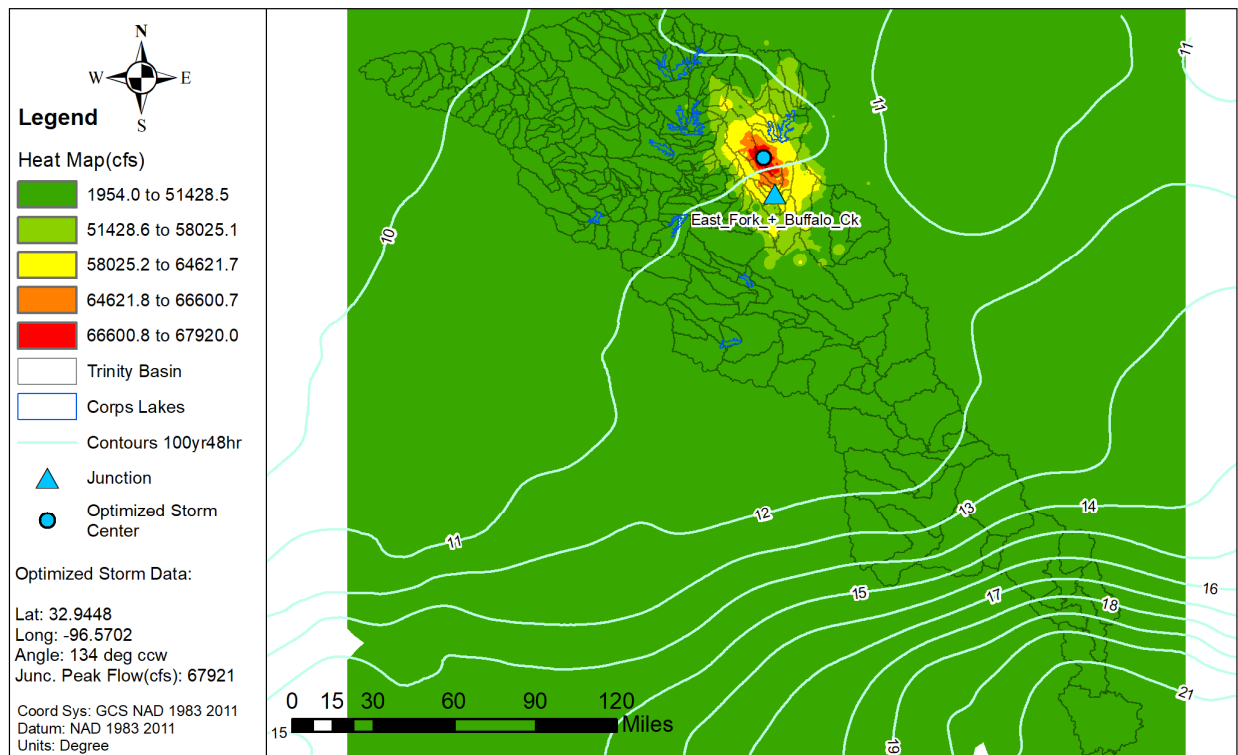 N
W E
S
Legend
Heat Map(cfs)
1954.0 to 51428.5
51428.6 to 58025.1
58025.2 to 64621.7
64621.8 to 66600.7
66600.8 to 67920.0
Trinity Basin
Corps Lakes
Contours 100yr48hr
Junction
Optimized Storm
Center
Optimized Storm Data:
Lat: 32.9448
Long: -96.5702
Angle: 134 deg ccw
Junc. Peak Flow(cfs): 67921
Coord Sys: GCS NAD 1983 2011
Datum: NAD 1983 2011
Units: Degree
11
11
East_Fork_+_Buffalo_Ck
10
12
13
14
11
15
17
16
18
21
19
15
0 15 30 60 90 120
Miles